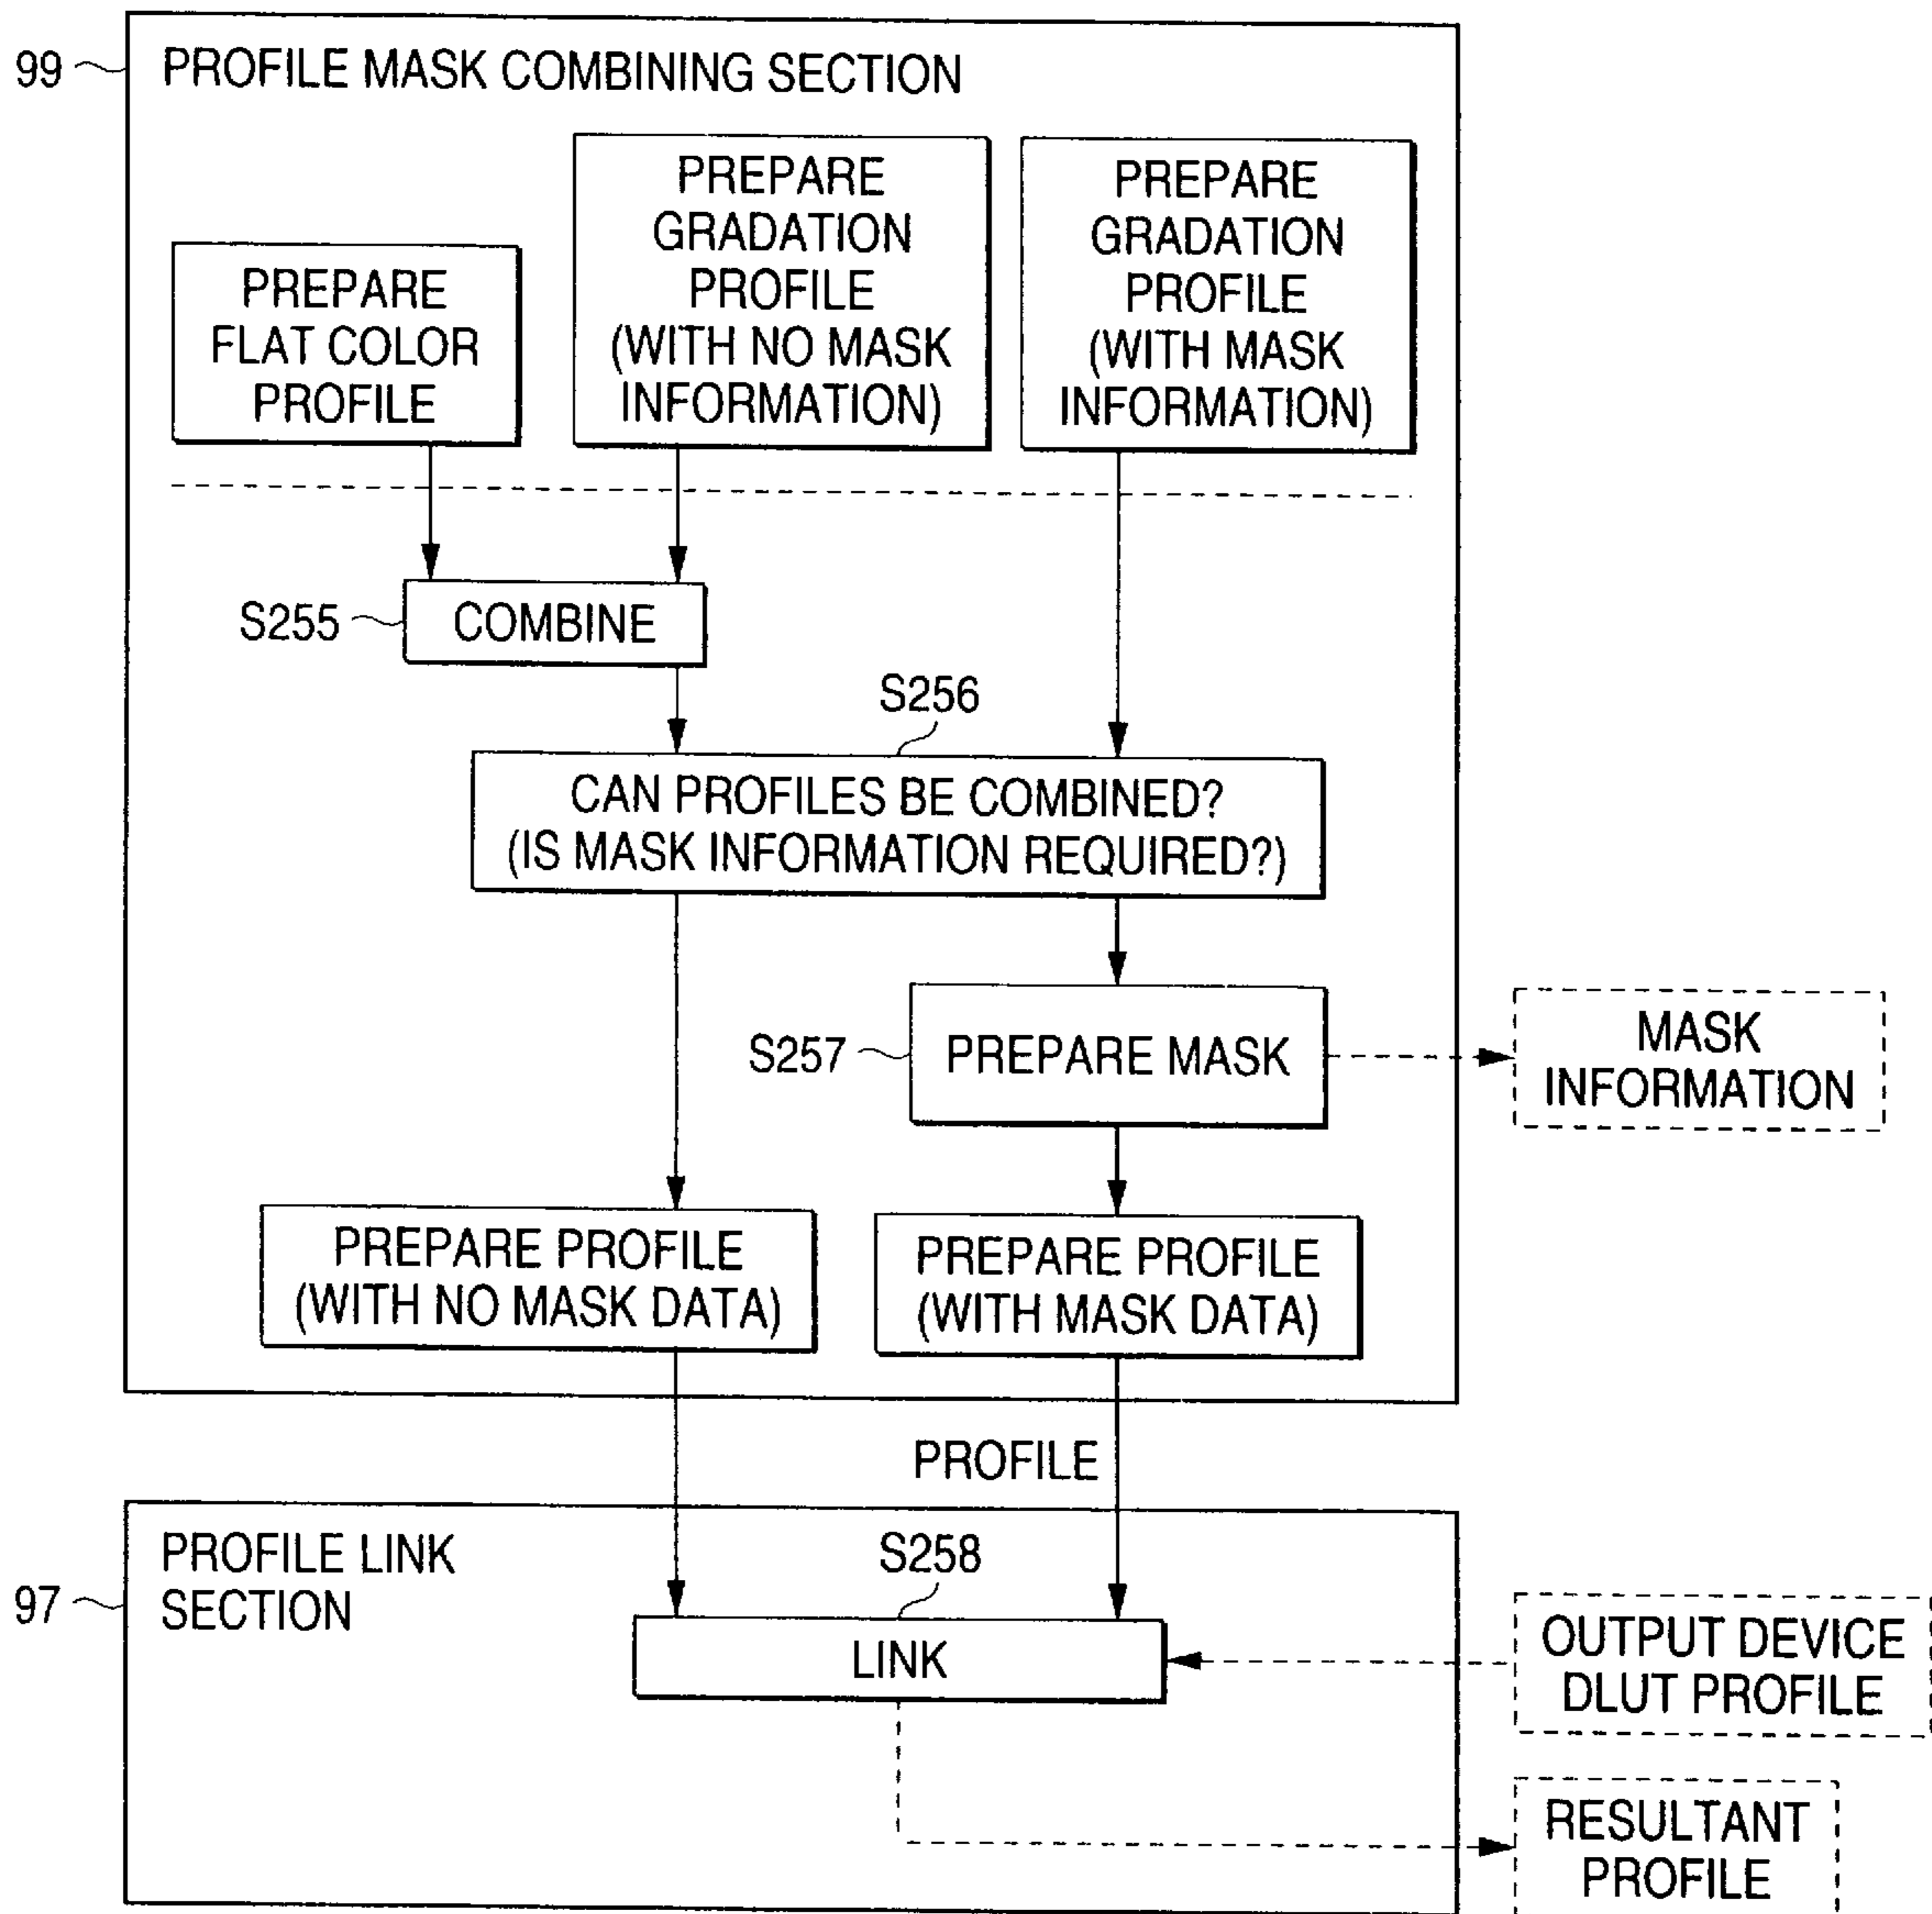 99
PROFILE MASK COMBINING SECTION
PREPARE
FLAT COLOR
PROFILE
PREPARE
GRADATION
PROFILE
(WITH NO MASK
INFORMATION)
PREPARE
GRADATION
PROFILE
(WITH MASK
INFORMATION)
S255
COMBINE
S256
CAN PROFILES BE COMBINED?
(IS MASK INFORMATION REQUIRED?)
S257
PREPARE MASK
MASK
INFORMATION
PREPARE PROFILE
(WITH NO MASK DATA)
PREPARE PROFILE
(WITH MASK DATA)
PROFILE
97
PROFILE LINK
SECTION
S258
LINK
OUTPUT DEVICE
DLUT PROFILE
RESULTANT
PROFILE